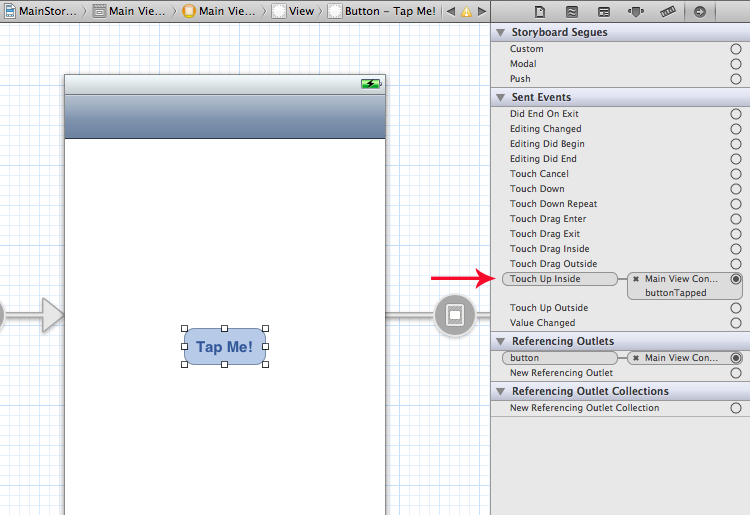 MainStor... Main Vie... Main Vie... View Button – Tap Me!
Tap Me!
Storyboard Segues
Custom
Modal
Push
Sent Events
Did End On Exit
Editing Changed
Editing Did Begin
Editing Did End
Touch Cancel
Touch Down
Touch Down Repeat
Touch Drag Enter
Touch Drag Exit
Touch Drag Inside
Touch Drag Outside
Touch Up Inside Main View Con...
buttonTapped
Touch Up Outside
Value Changed
Referencing Outlets
button Main View Con...
New Referencing Outlet
Referencing Outlet Collections
New Referencing Outlet Collection